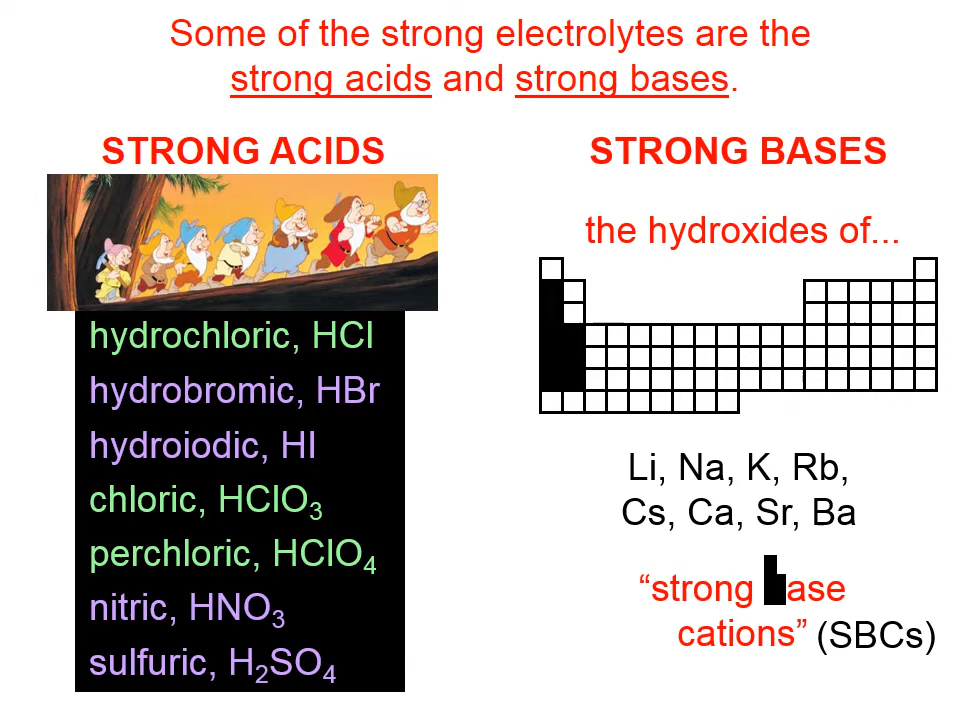 Some of the strong electrolytes are the
strong acids and strong bases.
STRONG ACIDS
hydrochloric, HCl
hydrobromic, HBr
hydroiodic, HI
chloric, HClO₃
perchloric, HClO₄
nitric, HNO₃
sulfuric, H₂SO₄
STRONG BASES
the hydroxides of...
Li, Na, K, Rb,
Cs, Ca, Sr, Ba
“strong base
cations” (SBCs)